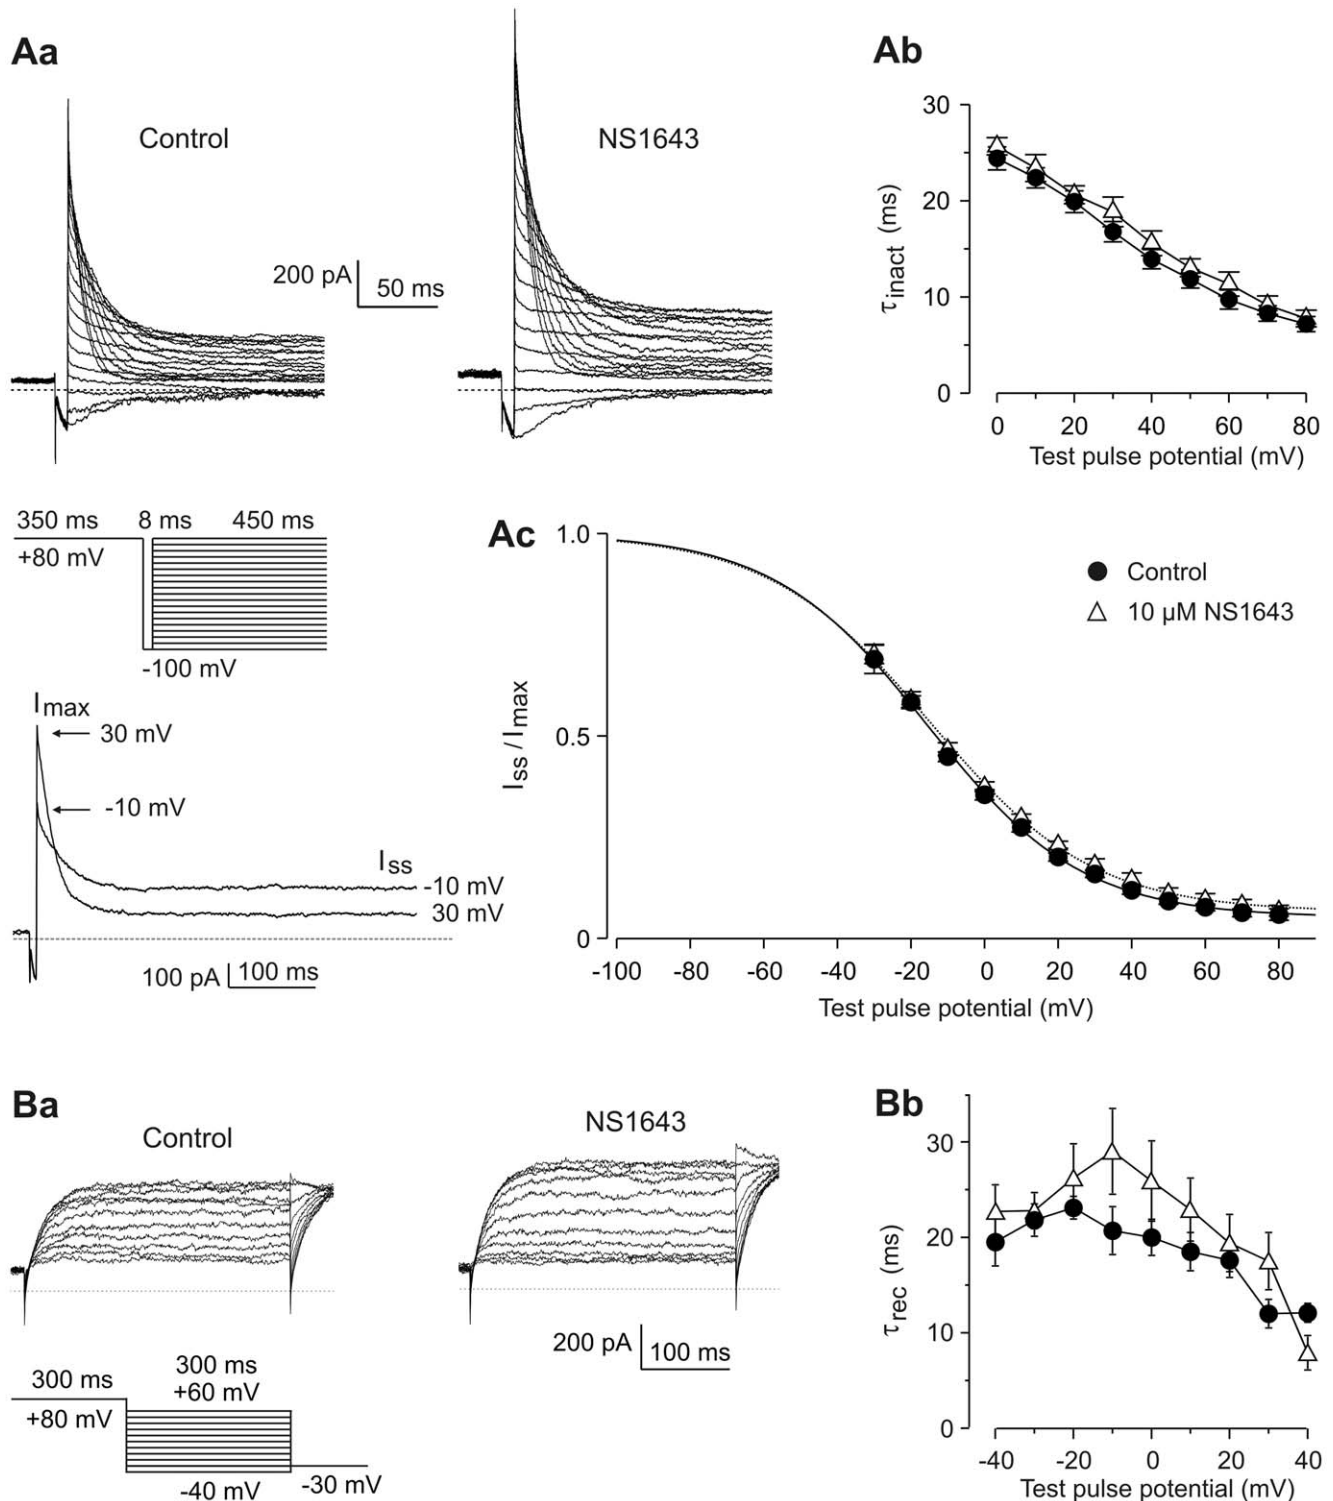 Aa
Control
NS1643
200 pA
50 ms
350 ms 8 ms 450 ms
+80 mV
-100 mV
Imax
30 mV
-10 mV
Iss
-10 mV
30 mV
100 pA 100 ms
Ab
30
20
10
0
τinact (ms)
0 20 40 60 80
Test pulse potential (mV)
Ac
1.0
0.5
0
Iss / Imax
Control
10 µM NS1643
-100 -80 -60 -40 -20 0 20 40 60 80
Test pulse potential (mV)
Ba
Control
NS1643
200 pA
100 ms
300 ms
+80 mV
300 ms
+60 mV
-40 mV
-30 mV
Bb
30
20
10
0
τrec (ms)
-40 -20 0 20 40
Test pulse potential (mV)